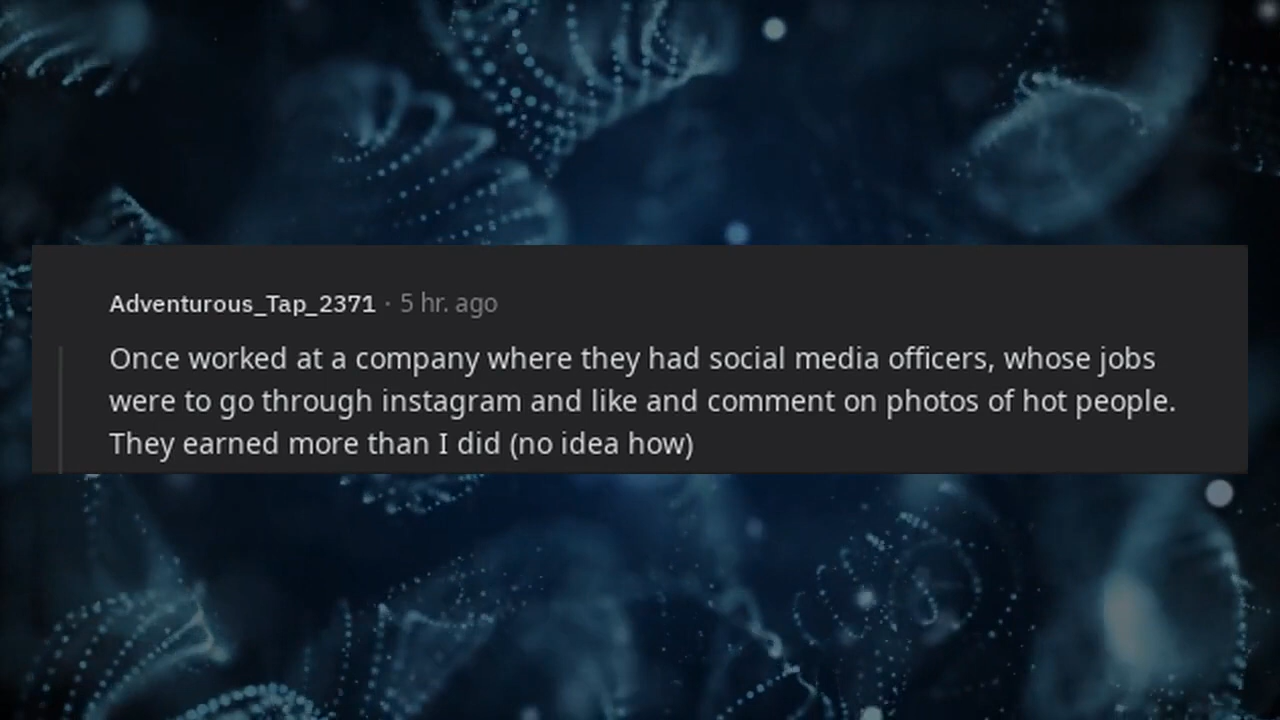 Adventurous_Tap_2371 · 5 hr. ago
Once worked at a company where they had social media officers, whose jobs
were to go through instagram and like and comment on photos of hot people.
They earned more than I did (no idea how)